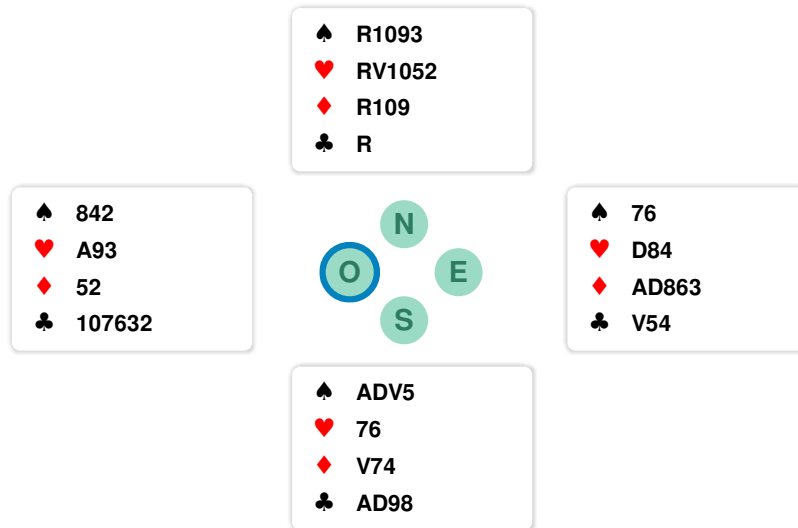 ♠ R1093
♥ RV1052
♦ R109
♣ R
♠ 842
♥ A93
♦ 52
♣ 107632
N
O E
S
♠ 76
♥ D84
♦ AD863
♣ V54
♠ ADV5
♥ 76
♦ V74
♣ AD98